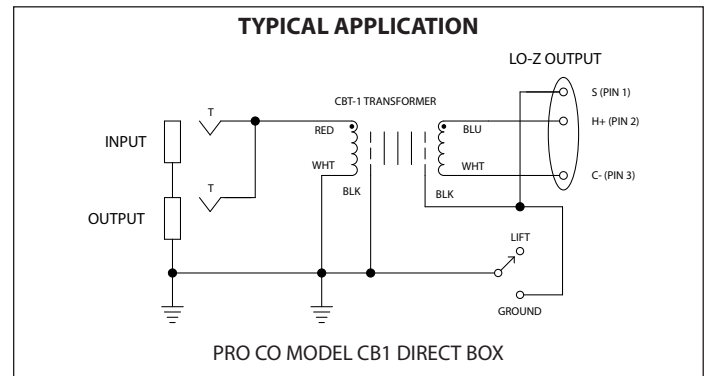 TYPICAL APPLICATION
LO-Z OUTPUT
CBT-1 TRANSFORMER
S (PIN 1)
H+ (PIN 2)
C- (PIN 3)
INPUT
T
RED
BLU
WHT
WHT
BLK
BLK
OUTPUT
T
LIFT
GROUND
PRO CO MODEL CB1 DIRECT BOX